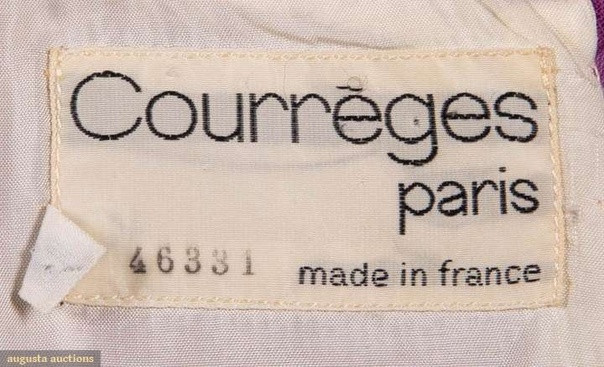 Courrèges
paris
46331
made in france
augusta auctions